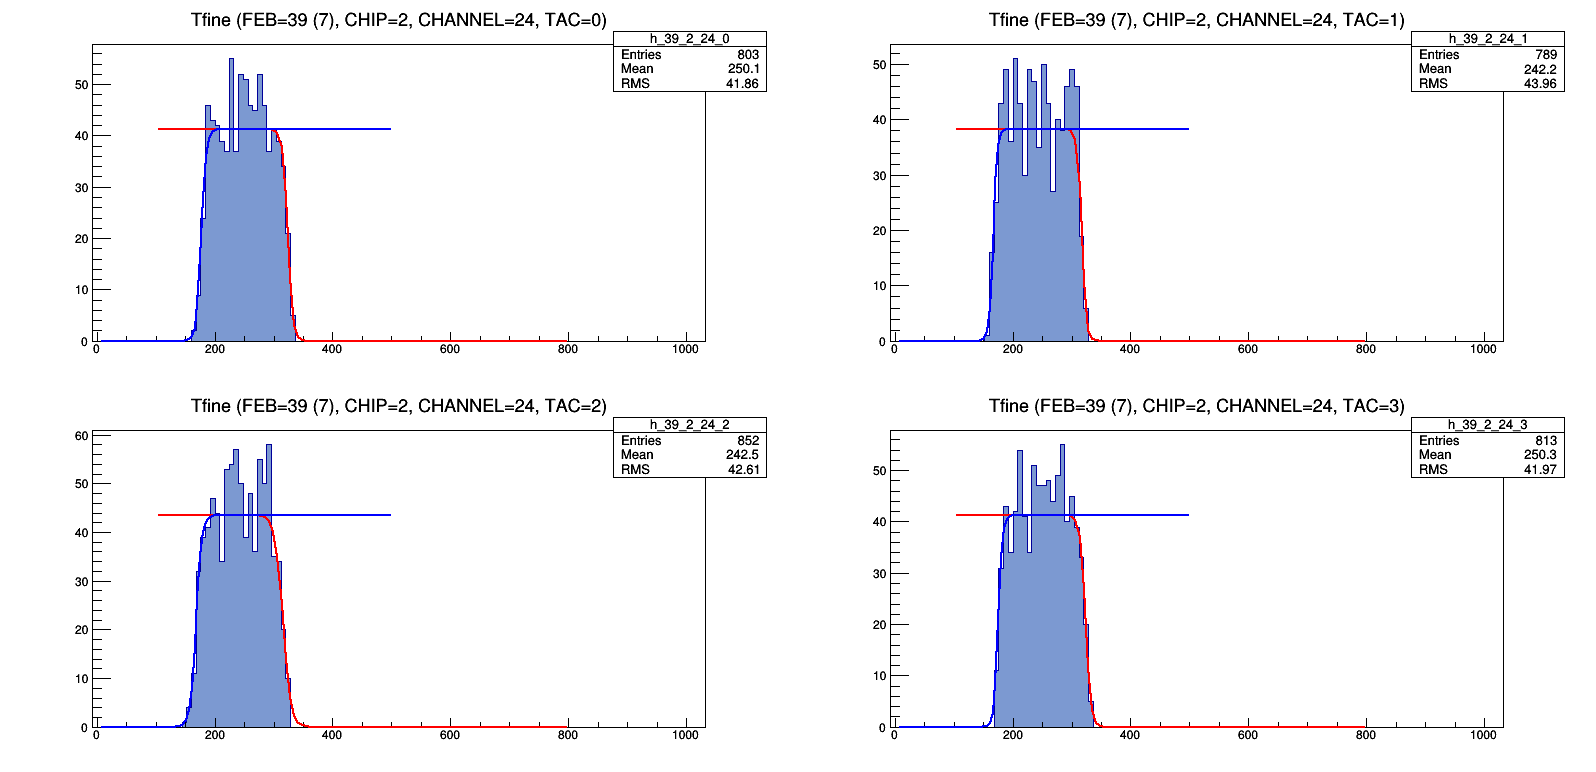 Tfine (FEB=39 (7), CHIP=2, CHANNEL=24, TAC=0)
h_39_2_24_0
Entries 803
Mean 250.1
RMS 41.86
50
40
30
20
10
0
0 200 400 600 800 1000
Tfine (FEB=39 (7), CHIP=2, CHANNEL=24, TAC=1)
h_39_2_24_1
Entries 789
Mean 242.2
RMS 43.96
50
40
30
20
10
0
0 200 400 600 800 1000
Tfine (FEB=39 (7), CHIP=2, CHANNEL=24, TAC=2)
h_39_2_24_2
Entries 852
Mean 242.5
RMS 42.61
60
50
40
30
20
10
0
0 200 400 600 800 1000
Tfine (FEB=39 (7), CHIP=2, CHANNEL=24, TAC=3)
h_39_2_24_3
Entries 813
Mean 250.3
RMS 41.97
50
40
30
20
10
0
0 200 400 600 800 1000